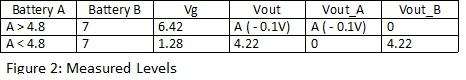 Battery A Battery B Vg Vout Vout_A Vout_B
A > 4.8 7 6.42 A ( - 0.1V) A ( - 0.1V) 0
A < 4.8 7 1.28 4.22 0 4.22
Figure 2: Measured Levels